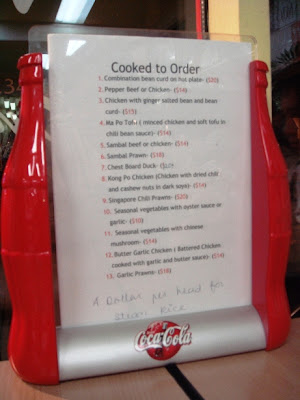 Cooked to Order
1. Combination bean curd on hot plate- ($20)
2. Pepper Beef or Chicken- ($14)
3. Chicken with ginger salted bean and bean
curd- ($15)
4. Ma Po Tofu ( minced chicken and soft tofu in
chili bean sauce)- ($14)
5. Sambal beef or chicken- ($14)
6. Sambal Prawn- ($18)
7. Chest Board Duck-
8. Kong Po Chicken (Chicken with dried chili
and cashew nuts in dark soya)- ($14)
9. Singapore Chili Prawns- ($20)
10. Seasonal vegetables with oyster sauce or
garlic- ($10)
11. Seasonal vegetables with chinese
mushroom- ($14)
12. Butter Garlic Chicken ( Battered Chicken
cooked with garlic and butter sauce)- ($14)
13. Garlic Prawns- ($18)
A Dollar per head for
steam Rice
Coca-Cola